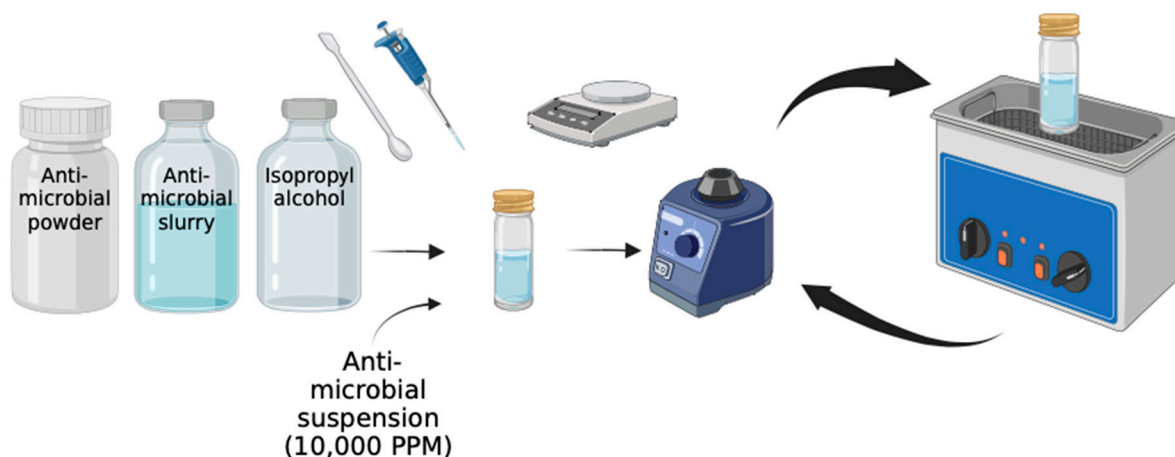 Anti-
microbial
powder
Anti-
microbial
slurry
Isopropyl
alcohol
Anti-
microbial
suspension
(10,000 PPM)